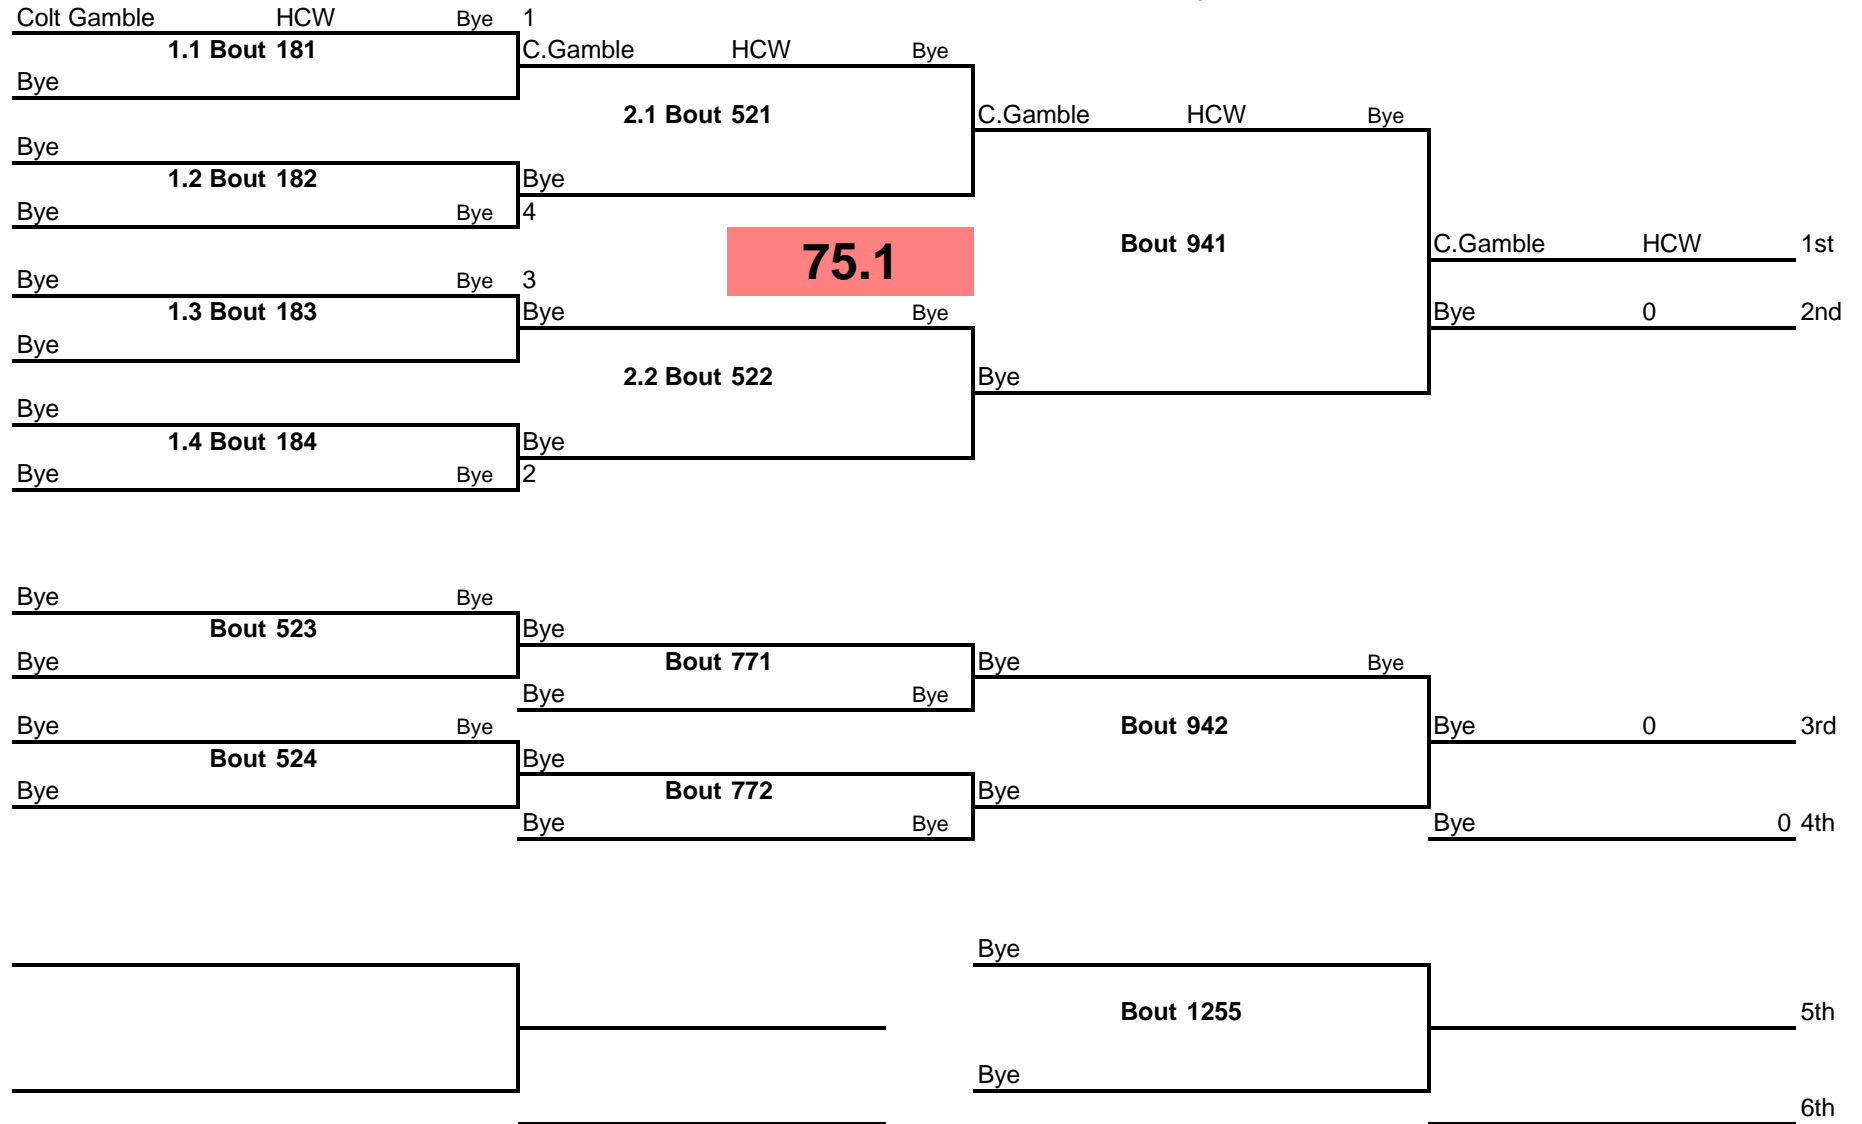 Colt Gamble HCW Bye 1
1.1 Bout 181 C.Gamble HCW Bye
Bye
2.1 Bout 521 C.Gamble HCW Bye
Bye
1.2 Bout 182 Bye
Bye Bye 4
75.1 Bout 941 C.Gamble HCW 1st
Bye Bye 3
1.3 Bout 183 Bye Bye Bye 0 2nd
Bye
2.2 Bout 522 Bye
Bye
1.4 Bout 184 Bye
Bye Bye 2
Bye Bye
Bout 523 Bye
Bye Bout 771 Bye Bye
Bye Bye
Bye Bye Bout 942 Bye 0 3rd
Bout 524 Bye
Bye Bout 772 Bye
Bye Bye Bye 0 4th
Bye
Bout 1255 5th
Bye
6th